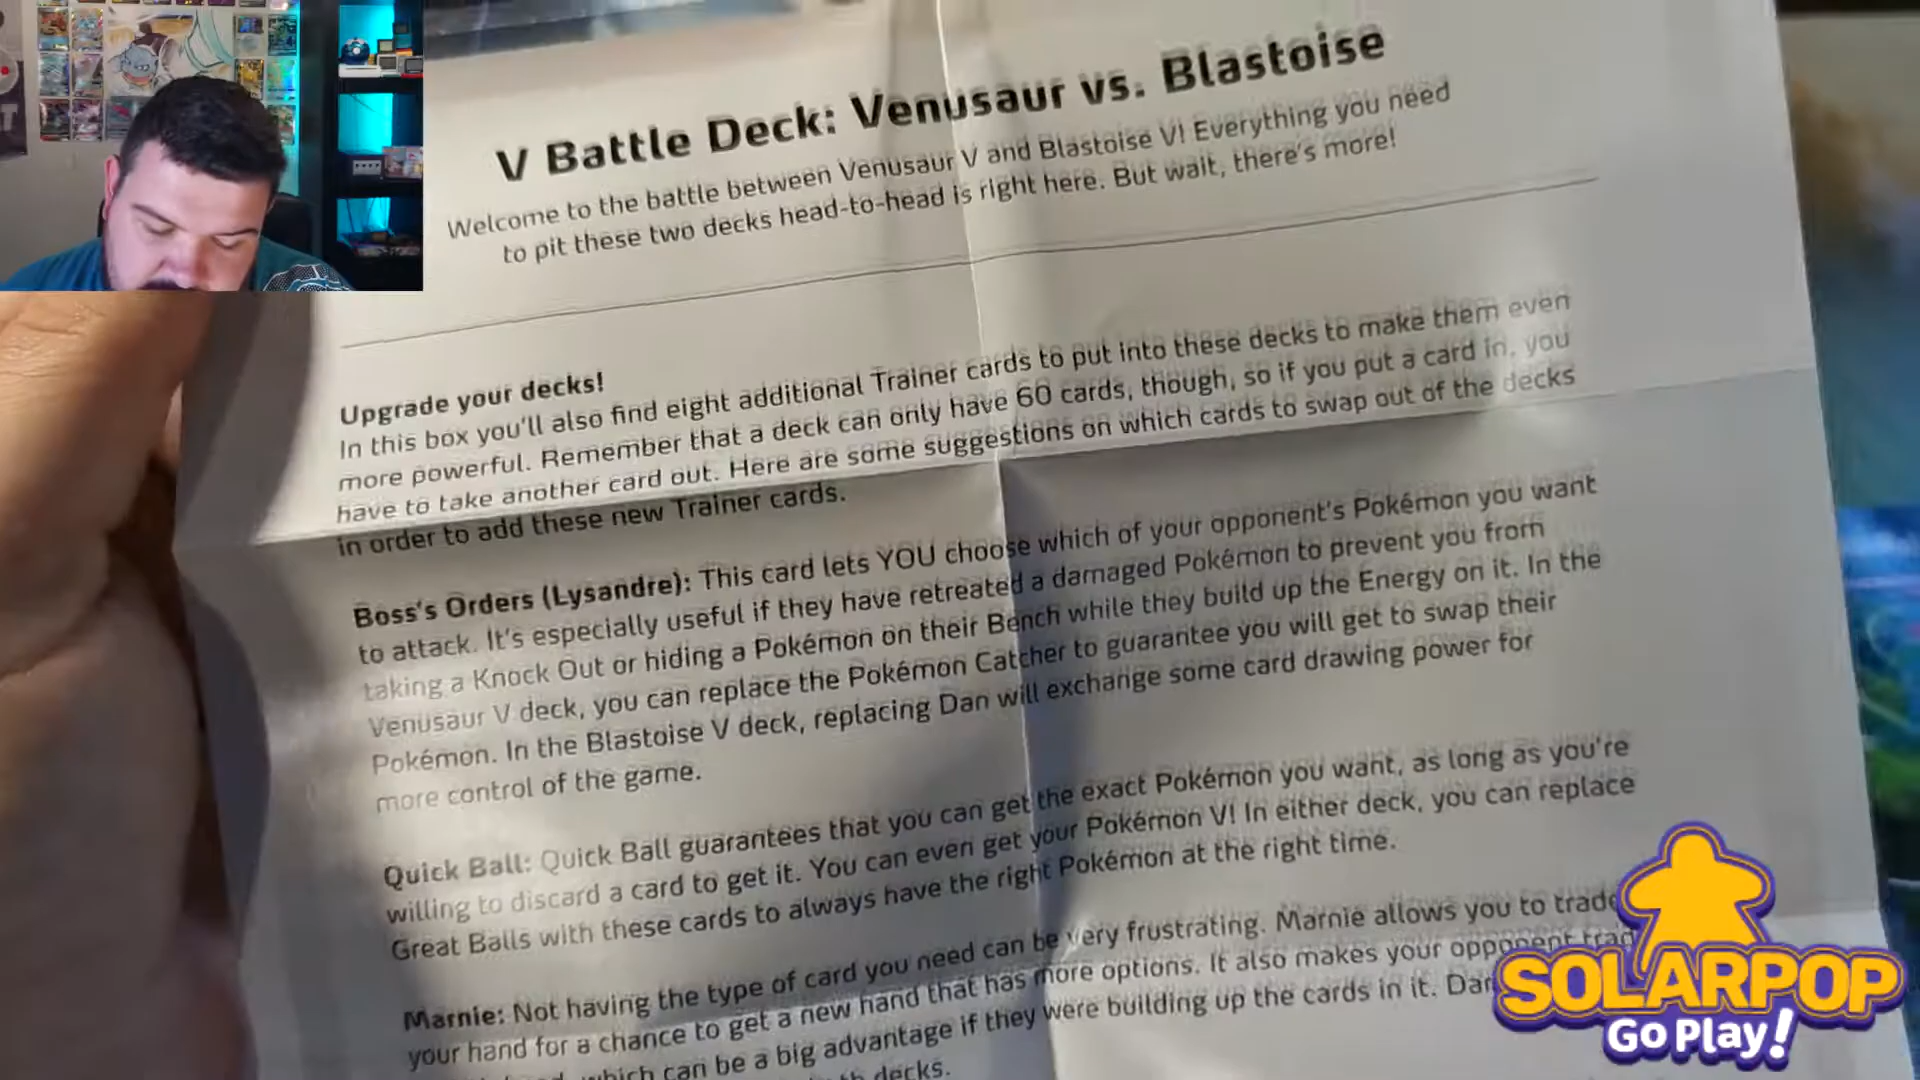 V Battle Deck: Venusaur vs. Blastoise
Welcome to the battle between Venusaur V and Blastoise V! Everything you need
to pit these two decks head-to-head is right here. But wait, there's more!
Upgrade your decks!
In this box you'll also find eight additional Trainer cards to put into these decks to make them even
more powerful. Remember that a deck can only have 60 cards, though, so if you put a card in, you
have to take another card out. Here are some suggestions on which cards to swap out of the decks
in order to add these new Trainer cards.
Boss's Orders (Lysandre): This card lets YOU choose which of your opponent's Pokémon you want
to attack. It's especially useful if they have retreated a damaged Pokémon to prevent you from
taking a Knock Out or hiding a Pokémon on their Bench while they build up the Energy on it. In the
Venusaur V deck, you can replace the Pokémon Catcher to guarantee you will get to swap their
Pokémon. In the Blastoise V deck, replacing Dan will exchange some card drawing power for
more control of the game.
Quick Ball: Quick Ball guarantees that you can get the exact Pokémon you want, as long as you're
willing to discard a card to get it. You can even get your Pokémon V! In either deck, you can replace
Great Balls with these cards to always have the right Pokémon at the right time.
Marnie: Not having the type of card you need can be very frustrating. Marnie allows you to trade
your hand for a chance to get a new hand that has more options. It also makes your opponent
which can be a big advantage if they were building up the cards in it.
decks.
SOLARPOP
Go Play!